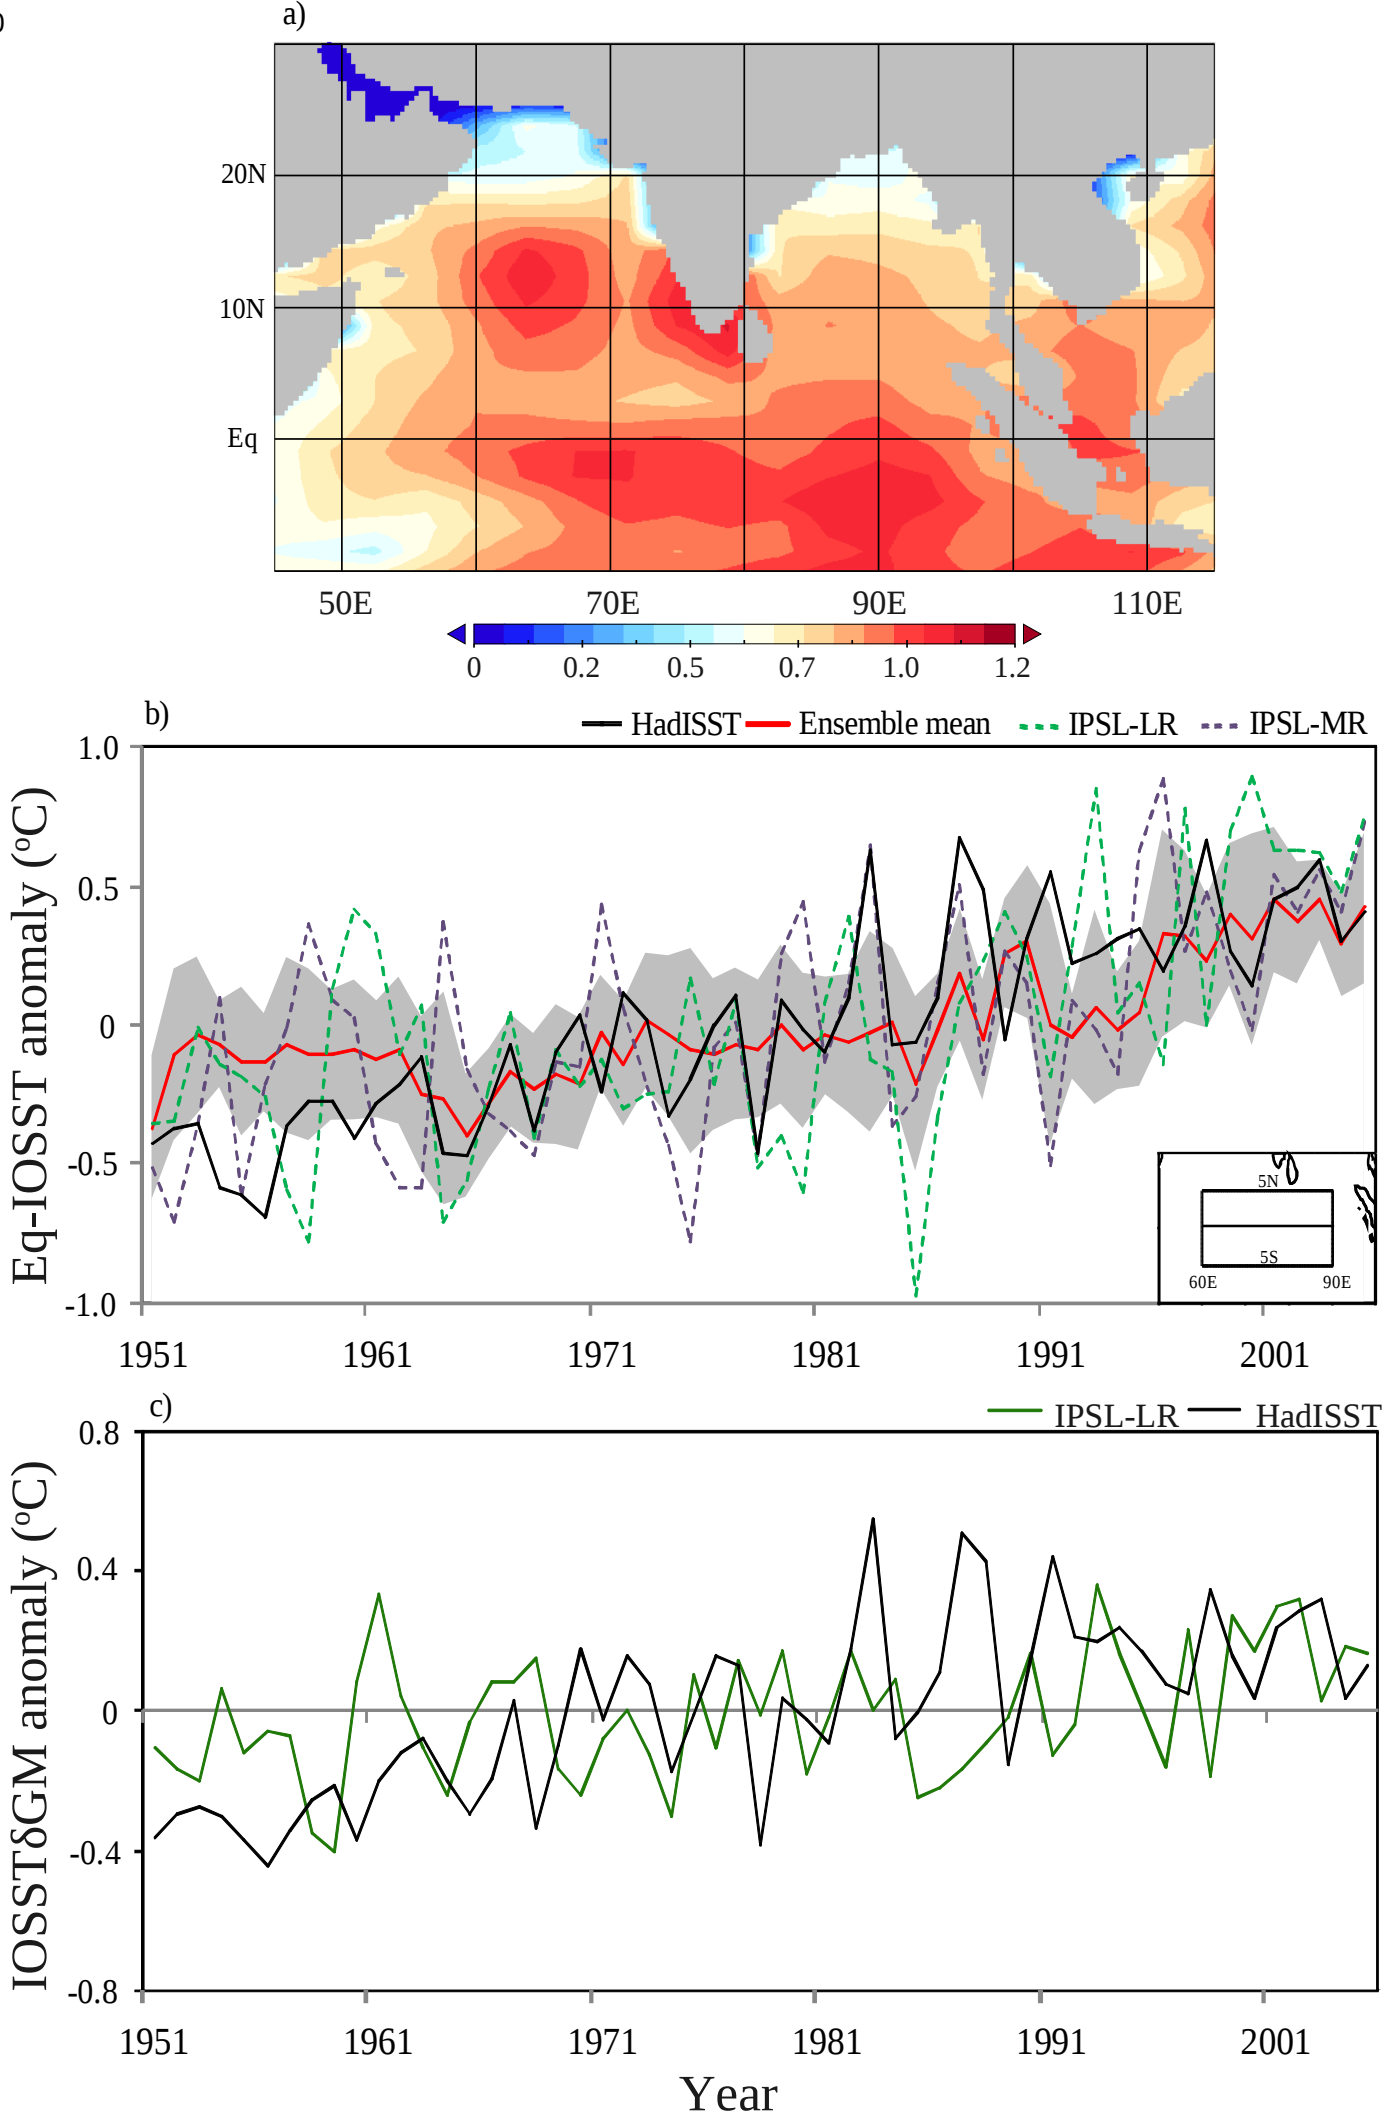 a)
20N
10N
Eq
50E 70E 90E 110E
0 0.2 0.5 0.7 1.0 1.2
b)
HadISST Ensemble mean IPSL-LR IPSL-MR
Eq-IOSST anomaly (ºC)
1.0
0.5
0
-0.5
-1.0
5N
5S
60E 90E
1951 1961 1971 1981 1991 2001
c)
IPSL-LR HadISST
IOSSTδGM anomaly (ºC)
0.8
0.4
0
-0.4
-0.8
1951 1961 1971 1981 1991 2001
Year